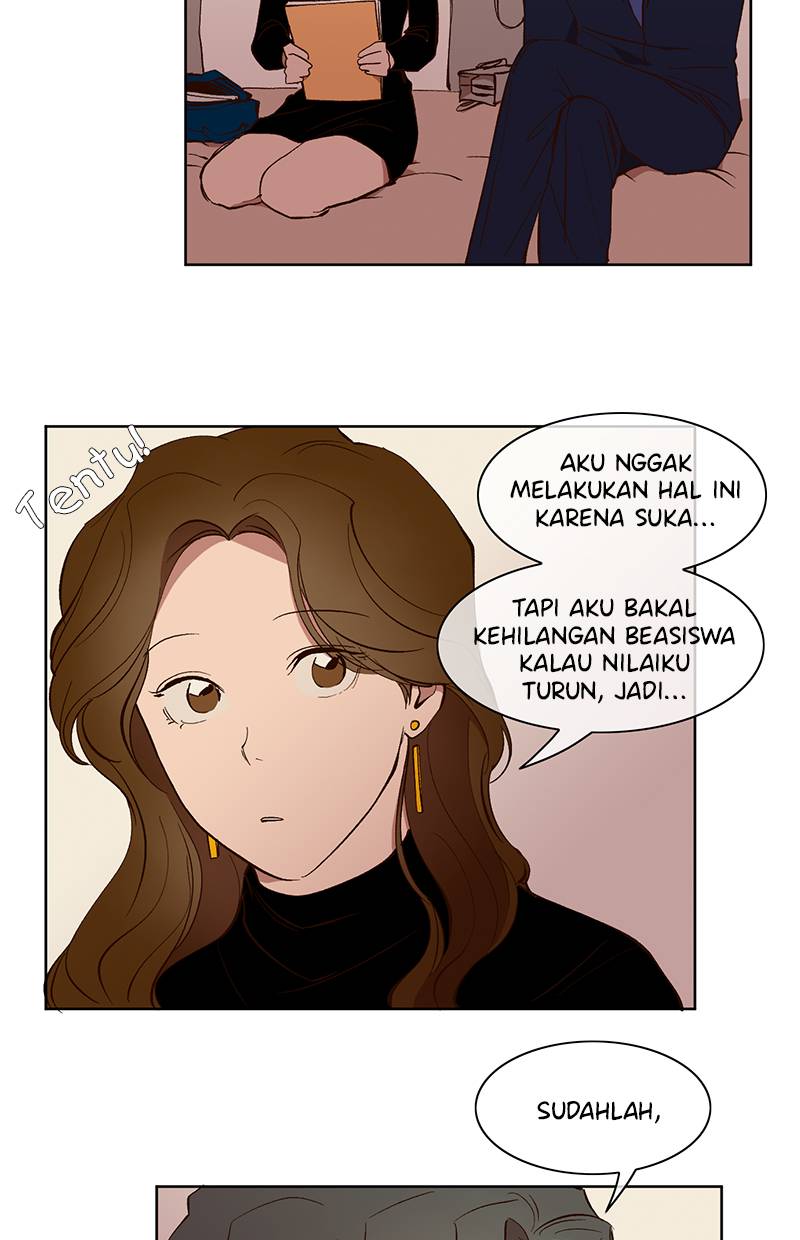 Tentu!
AKU NGGAK
MELAKUKAN HAL INI
KARENA SUKA...
TAPI AKU BAKAL
KEHILANGAN BEASISWA
KALAU NILAIKU
TURUN, JADI...
SUDAHLAH,